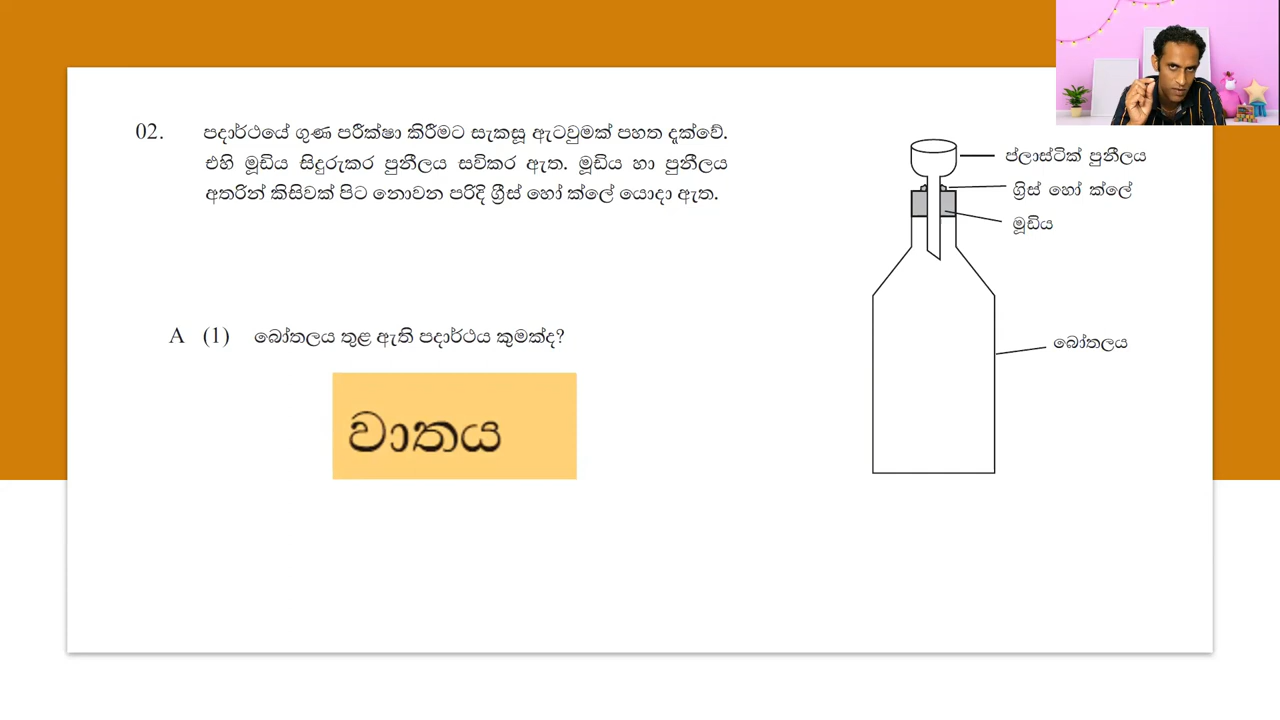 02. පදාර්ථයේ ගුණ පරීක්ෂා කිරීමට සැකසූ ඇටවුමක් පහත දැක්වේ.
එහි මූඩිය සිදුරුකර පුනීලය සවිකර ඇත. මූඩිය හා පුනීලය
අතරින් කිසිවක් පිට නොවන පරිදි ග්‍රීස් හෝ ක්ලේ යොදා ඇත.
ප්ලාස්ටික් පුනීලය
ග්‍රිස් හෝ ක්ලේ
මූඩිය
බෝතලය
A (1) බෝතලය තුළ ඇති පදාර්ථය කුමක්ද?
වාතය